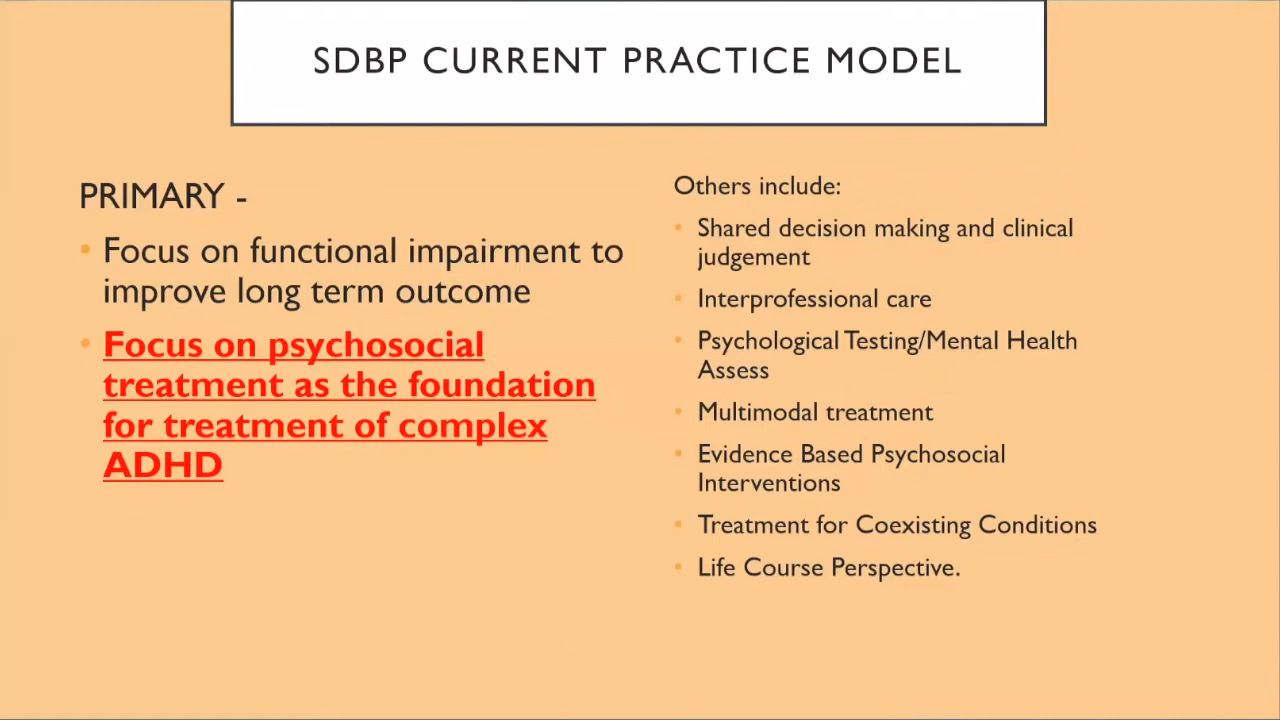 SDBP CURRENT PRACTICE MODEL
PRIMARY -
• Focus on functional impairment to
improve long term outcome
• Focus on psychosocial
treatment as the foundation
for treatment of complex
ADHD
Others include:
• Shared decision making and clinical
judgement
• Interprofessional care
• Psychological Testing/Mental Health
Assess
• Multimodal treatment
• Evidence Based Psychosocial
Interventions
• Treatment for Coexisting Conditions
• Life Course Perspective.